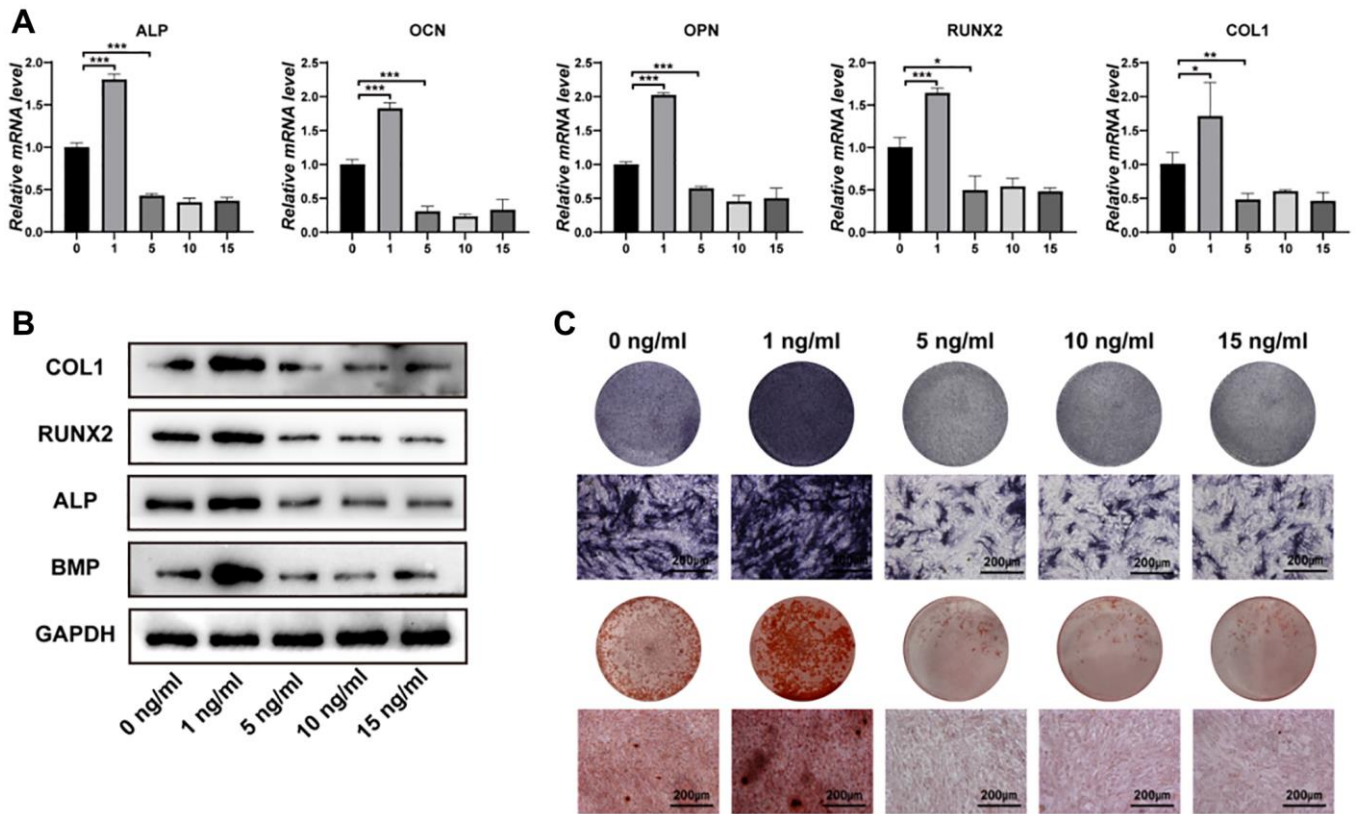 A
ALP
OCN
OPN
RUNX2
COL1
Relative mRNA level
2.0
1.5
1.0
0.5
0.0
***
***
0 1 5 10 15
Relative mRNA level
2.5
2.0
1.5
1.0
0.5
0.0
***
***
0 1 5 10 15
Relative mRNA level
2.5
2.0
1.5
1.0
0.5
0.0
***
***
0 1 5 10 15
Relative mRNA level
2.0
1.5
1.0
0.5
0.0
*
***
0 1 5 10 15
Relative mRNA level
2.5
2.0
1.5
1.0
0.5
0.0
**
*
0 1 5 10 15
B
COL1
RUNX2
ALP
BMP
GAPDH
0 ng/ml
1 ng/ml
5 ng/ml
10 ng/ml
15 ng/ml
C
0 ng/ml 1 ng/ml 5 ng/ml 10 ng/ml 15 ng/ml
200μm 200μm 200μm 200μm 200μm
200μm 200μm 200μm 200μm 200μm